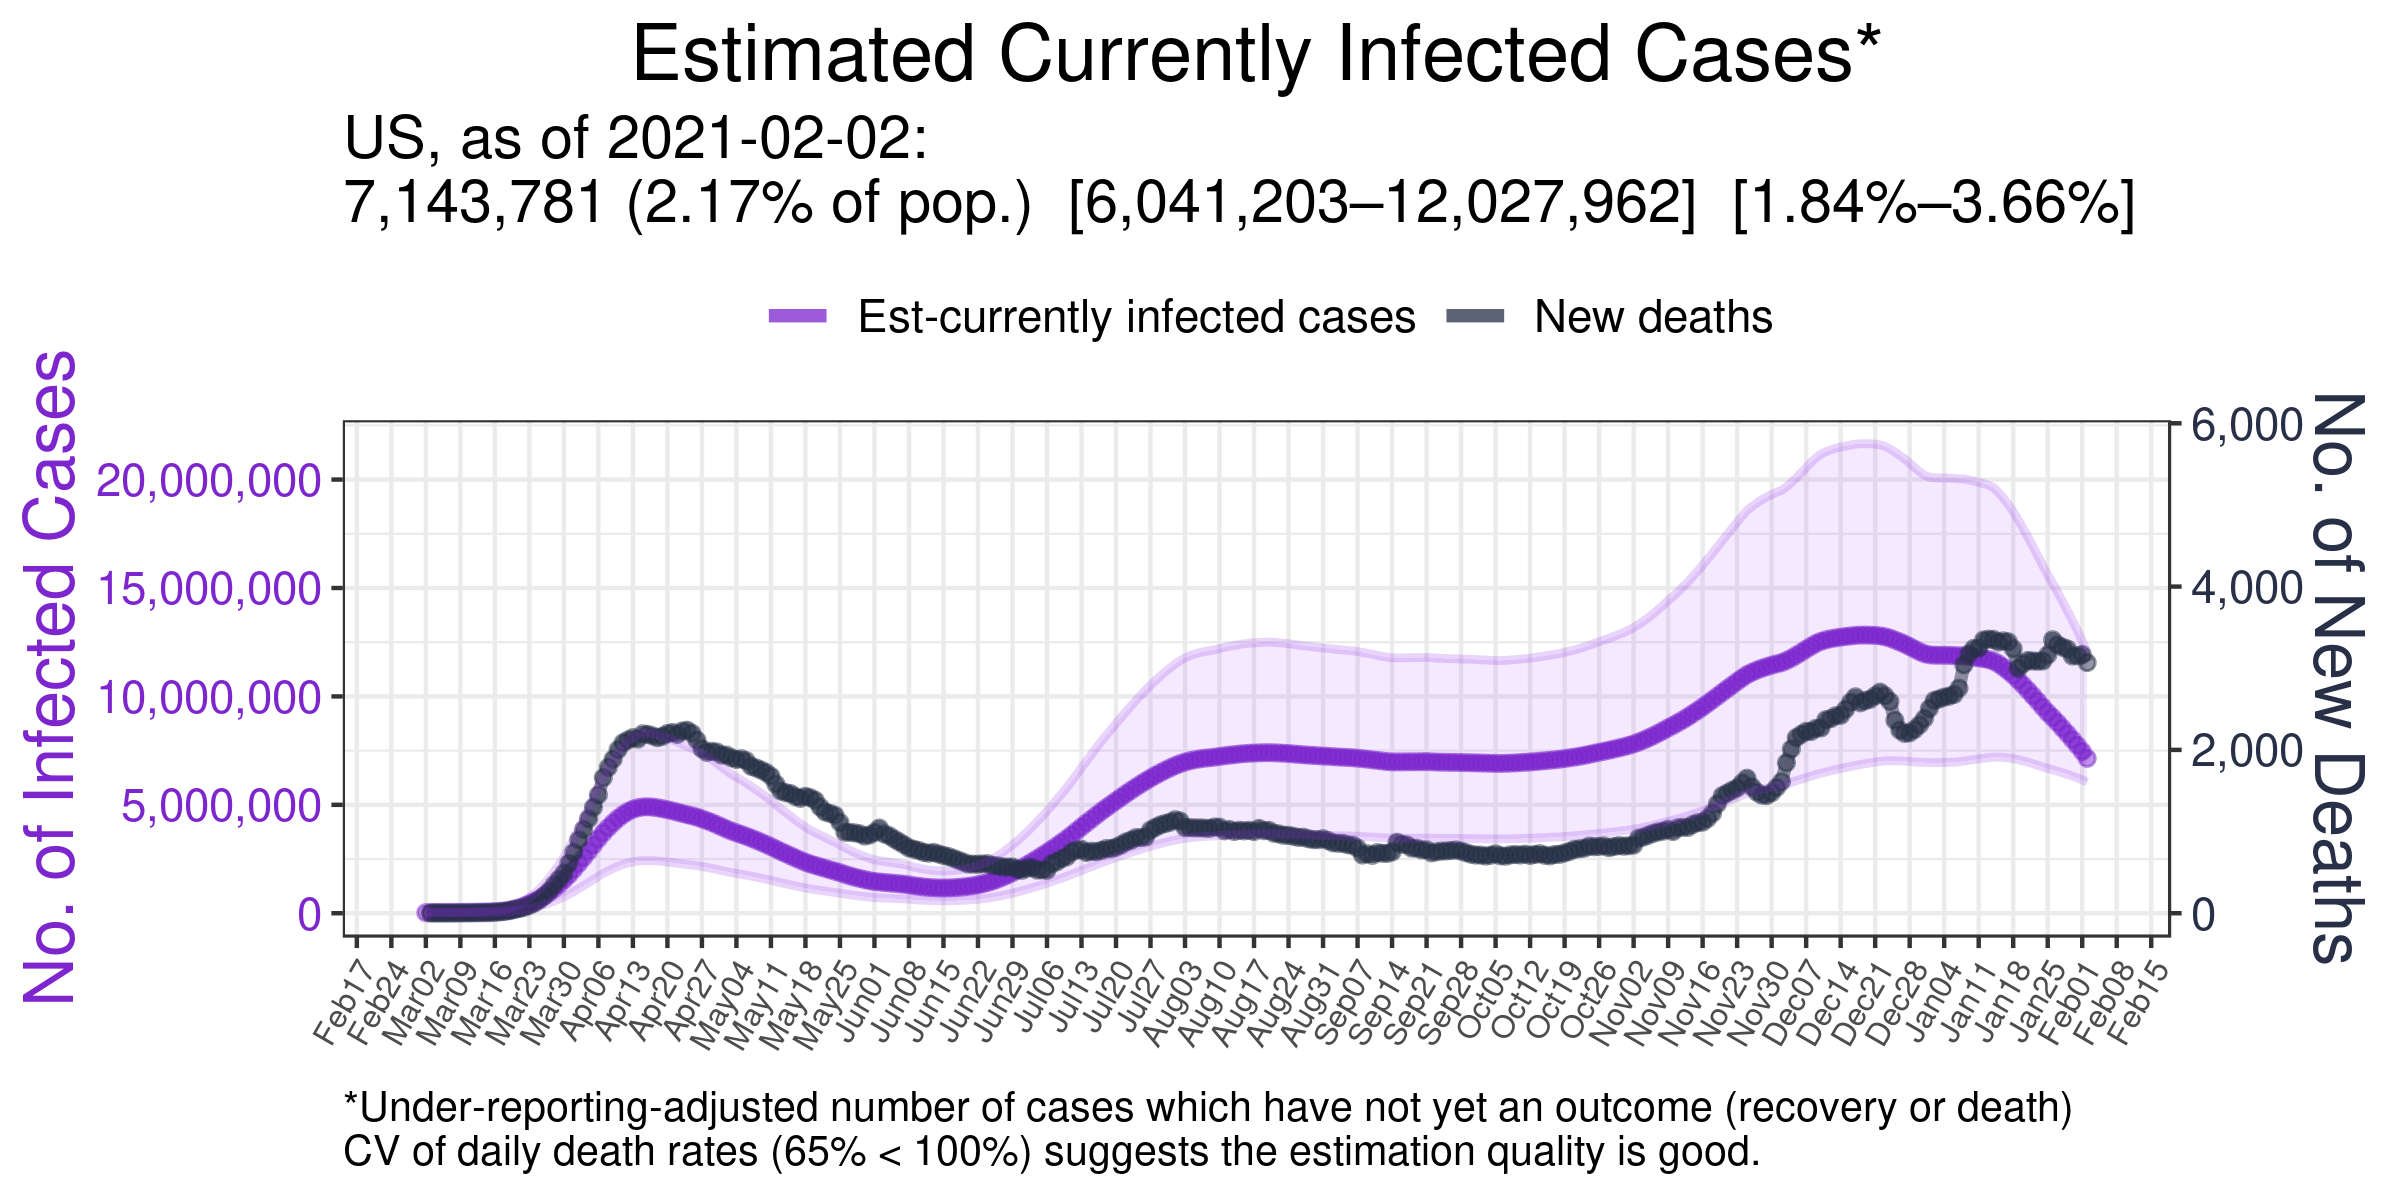 Estimated Currently Infected Cases*
US, as of 2021-02-02:
7,143,781 (2.17% of pop.) [6,041,203–12,027,962] [1.84%–3.66%]
Est-currently infected cases
New deaths
No. of Infected Cases
20,000,000
15,000,000
10,000,000
5,000,000
0
6,000
4,000
2,000
0
No. of New Deaths
Feb17
Feb24
Mar02
Mar09
Mar16
Mar23
Mar30
Apr06
Apr13
Apr20
Apr27
May04
May11
May18
May25
Jun01
Jun08
Jun15
Jun22
Jun29
Jul06
Jul13
Jul20
Jul27
Aug03
Aug10
Aug17
Aug24
Aug31
Sep07
Sep14
Sep21
Sep28
Oct05
Oct12
Oct19
Oct26
Nov02
Nov09
Nov16
Nov23
Nov30
Dec07
Dec14
Dec21
Dec28
Jan04
Jan11
Jan18
Jan25
Feb01
Feb08
Feb15
*Under-reporting-adjusted number of cases which have not yet an outcome (recovery or death)
CV of daily death rates (65% < 100%) suggests the estimation quality is good.